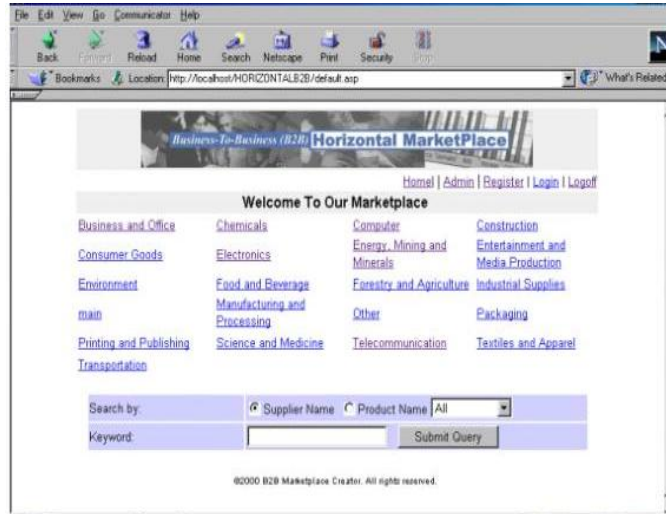 File Edit View Go Communicator Help
Back Forward Reload Home Search Netscape Print Security Stop
Bookmarks Location: http://localhost/HORIZONTALB2B/default.asp What's Related
Business-To-Business (B2B) Horizontal MarketPlace
Homel | Admin | Register | Login | Logoff
Welcome To Our Marketplace
Business and Office Chemicals Computer Construction
Consumer Goods Electronics Energy, Mining and Minerals Entertainment and Media Production
Environment Food and Beverage Forestry and Agriculture Industrial Supplies
main Manufacturing and Processing Other Packaging
Printing and Publishing Science and Medicine Telecommunication Textiles and Apparel
Transportation
Search by: Supplier Name Product Name All
Keyword: Submit Query
©2000 B2B Marketplace Creator. All rights reserved.